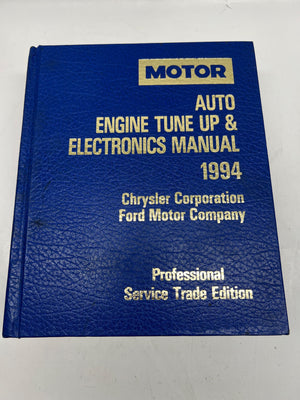 MOTOR
AUTO
ENGINE TUNE UP &
ELECTRONICS MANUAL
1994
Chrysler Corporation
Ford Motor Company
Professional
Service Trade Edition